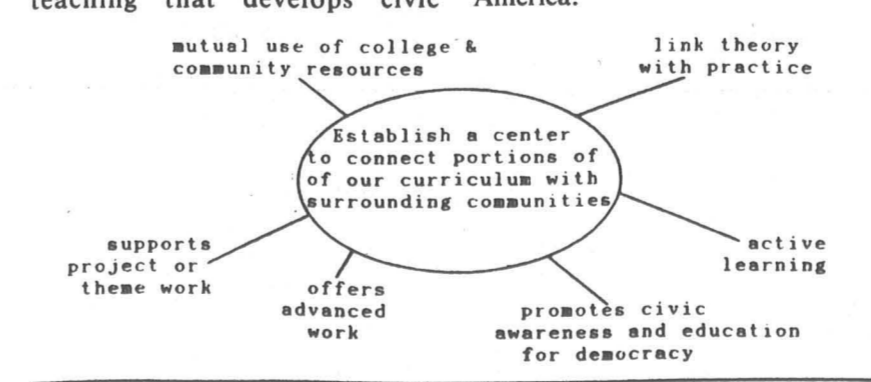 teaching that develops civic America.
mutual use of college &
community resources
link theory
with practice
Establish a center
to connect portions of
of our curriculum with
surrounding communities
supports
project or
theme work
offers
advanced
work
promotes civic
awareness and education
for democracy
active
learning